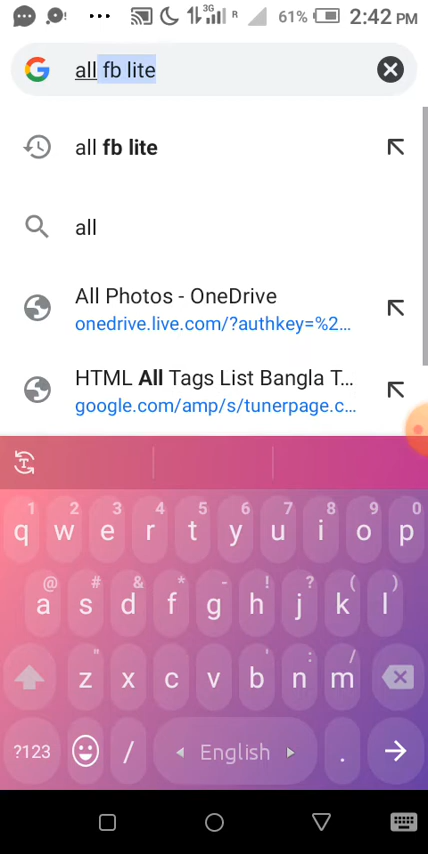 3G R 61% 2:42 PM
all fb lite
all fb lite
all
All Photos - OneDrive
onedrive.live.com/?authkey=%2...
HTML All Tags List Bangla T...
google.com/amp/s/tunerpage.c...
1 2 3 4 5 6 7 8 9 0
q w e r t y u i o p
@ # & * - ! ? ( )
a s d f g h j k l
" ' : /
z x c v b n m
?123 / English .